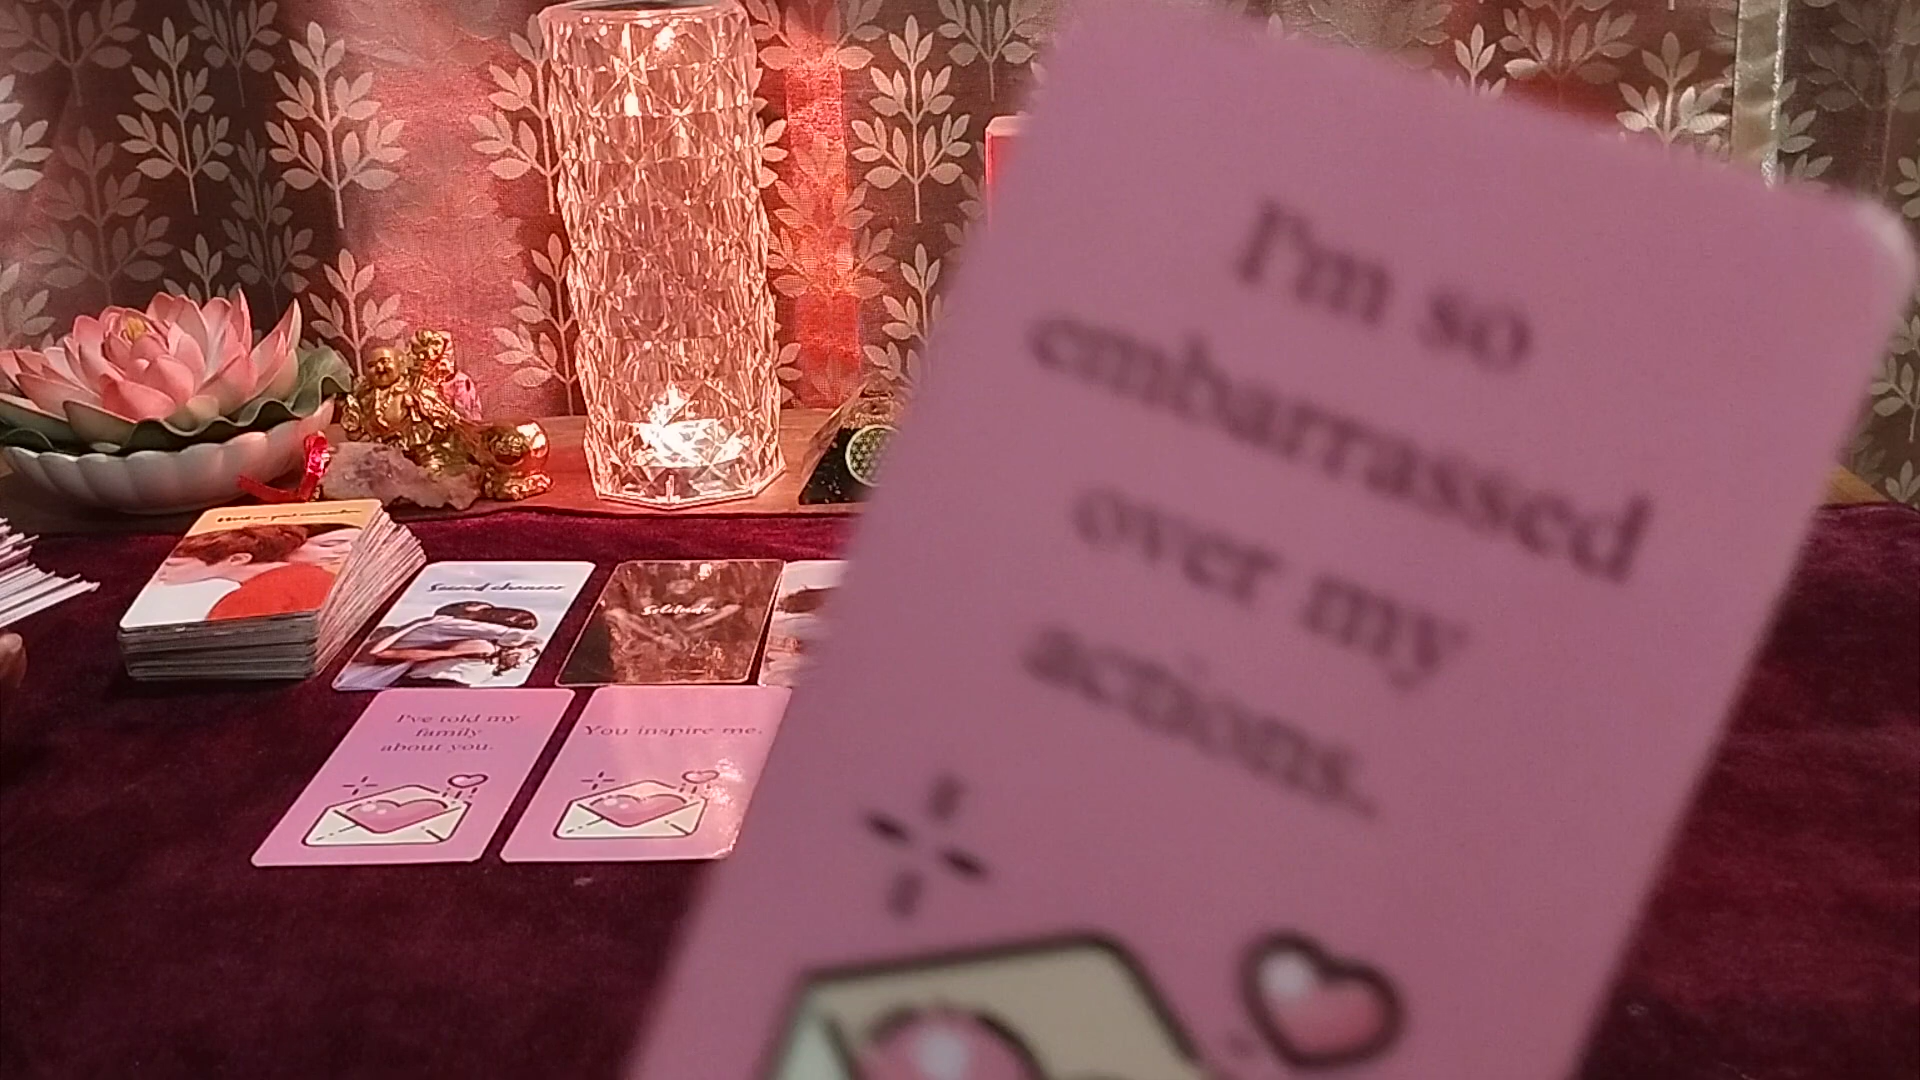 Second chances
Solitude
I've told my
family
about you.
You inspire me.
I'm so
embarrassed
over my
actions.